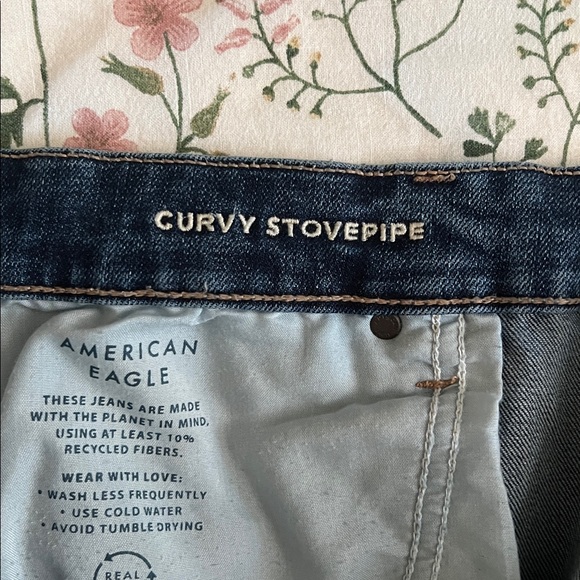 CURVY STOVEPIPE
AMERICAN
EAGLE
THESE JEANS ARE MADE
WITH THE PLANET IN MIND,
USING AT LEAST 10%
RECYCLED FIBERS.
WEAR WITH LOVE:
• WASH LESS FREQUENTLY
• USE COLD WATER
• AVOID TUMBLE DRYING
REAL